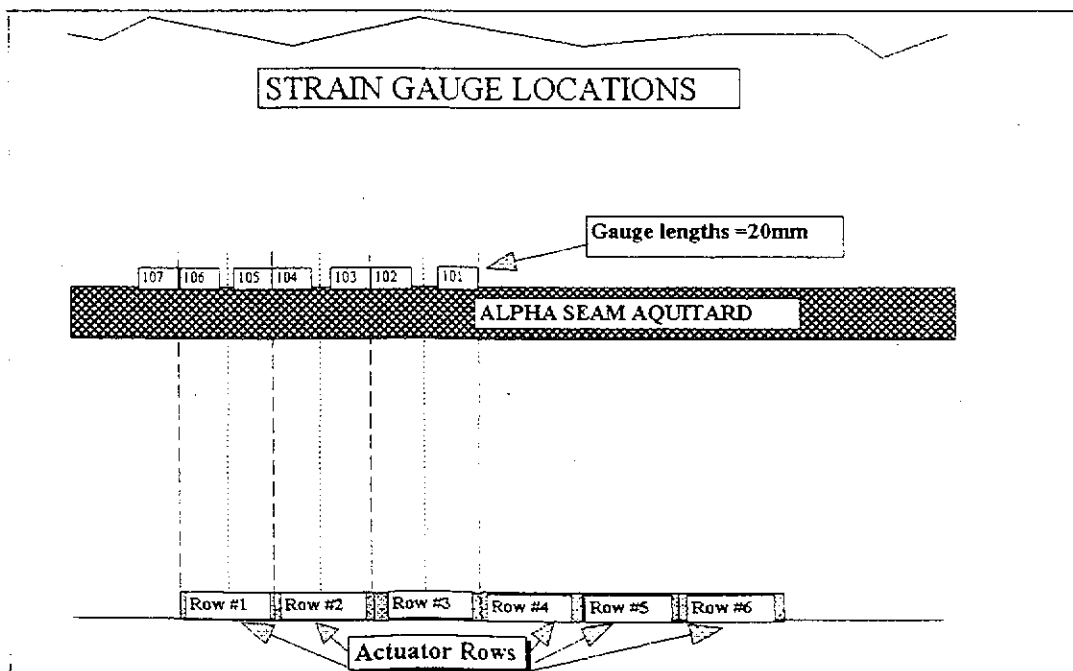 STRAIN GAUGE LOCATIONS
Gauge lengths =20mm
107 106 105 104 103 102 101
ALPHA SEAM AQUITARD
Row #1 Row #2 Row #3 Row #4 Row #5 Row #6
Actuator Rows